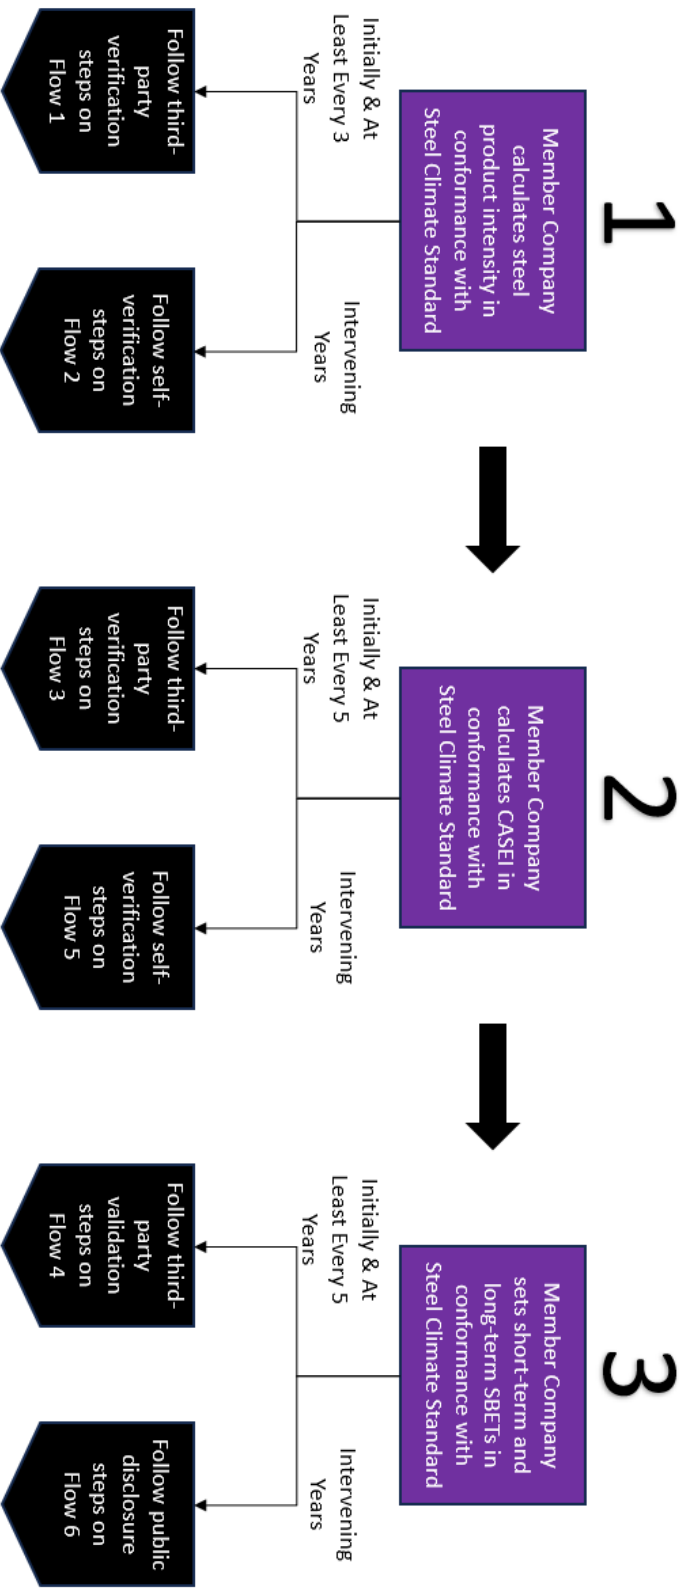 1
Member Company
calculates steel
product intensity in
conformance with
Steel Climate Standard
Initially & At
Least Every 3
Years
Intervening
Years
Follow third-
party
verification
steps on
Flow 1
Follow self-
verification
steps on
Flow 2
2
Member Company
calculates CASEI in
conformance with
Steel Climate Standard
Initially & At
Least Every 5
Years
Intervening
Years
Follow third-
party
verification
steps on
Flow 3
Follow self-
verification
steps on
Flow 5
3
Member Company
sets short-term and
long-term SBETs in
conformance with
Steel Climate Standard
Initially & At
Least Every 5
Years
Intervening
Years
Follow third-
party
validation
steps on
Flow 4
Follow public
disclosure
steps on
Flow 6